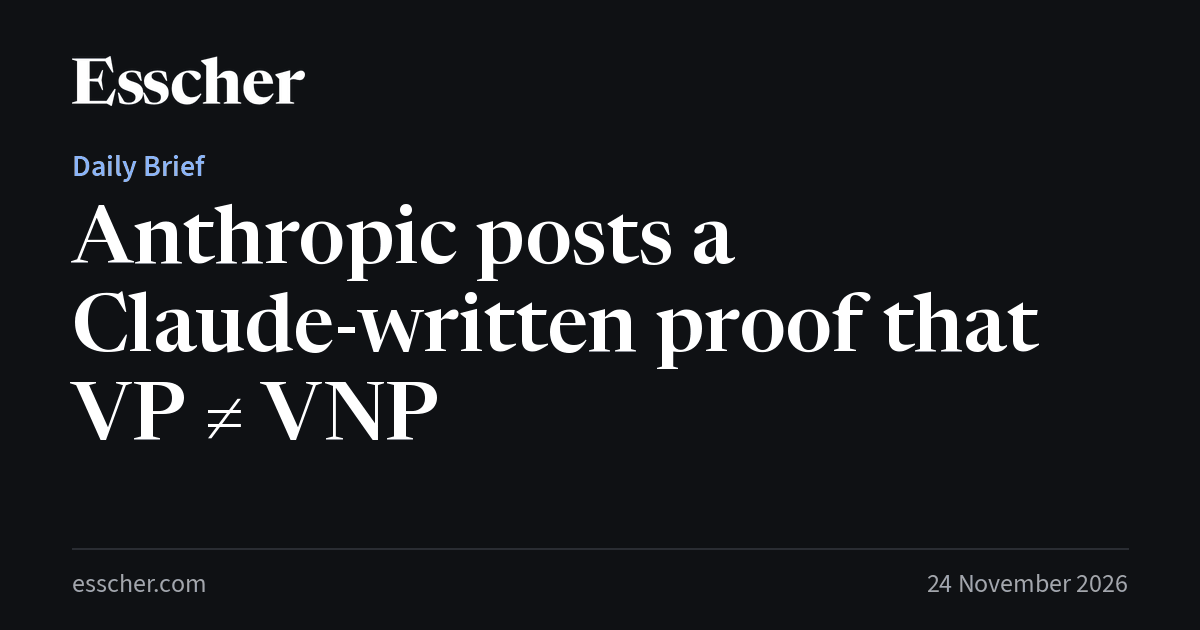 Esscher
Daily Brief
Anthropic posts a
Claude-written proof that
VP ≠ VNP
esscher.com
24 November 2026